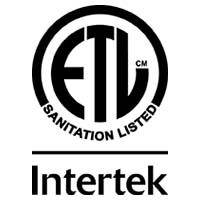 ETL
CM
SANITATION LISTED
Intertek